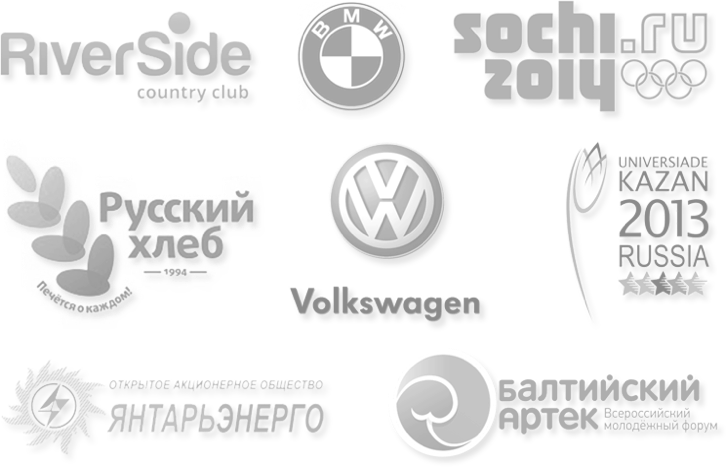 RiverSide
country club
BMW
sochi.ru
2014
Русский
хлеб
1994
Печётся о каждом!
Volkswagen
UNIVERSIADE
KAZAN
2013
RUSSIA
ОТКРЫТОЕ АКЦИОНЕРНОЕ ОБЩЕСТВО
ЯНТАРЬЭНЕРГО
БАЛТИЙСКИЙ
АРТЕК
Всероссийский
молодёжный форум